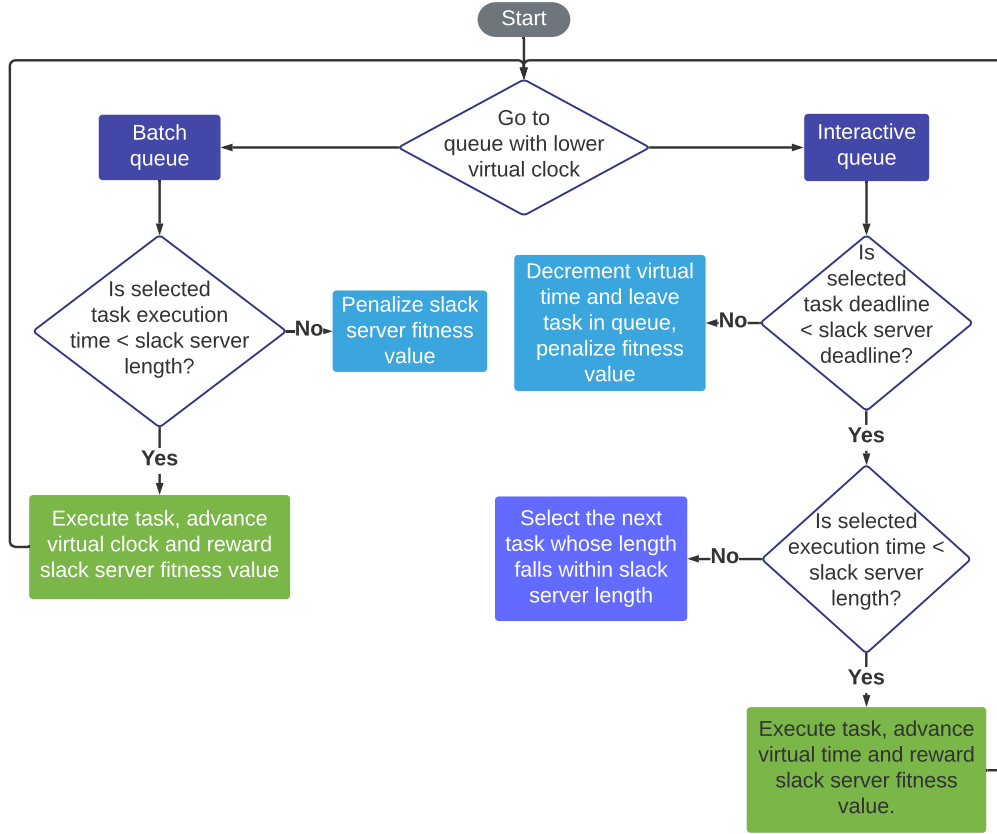 Start
Go to
queue with lower
virtual clock
Batch
queue
Interactive
queue
Is selected
task execution
time < slack server
length?
No
Penalize slack
server fitness
value
Decrement virtual
time and leave
task in queue,
penalize fitness
value
No
Is
selected
task deadline
< slack server
deadline?
Yes
Yes
Execute task, advance
virtual clock and reward
slack server fitness value
Select the next
task whose length
falls within slack
server length
No
Is selected
execution time <
slack server
length?
Yes
Execute task, advance
virtual time and reward
slack server fitness
value.